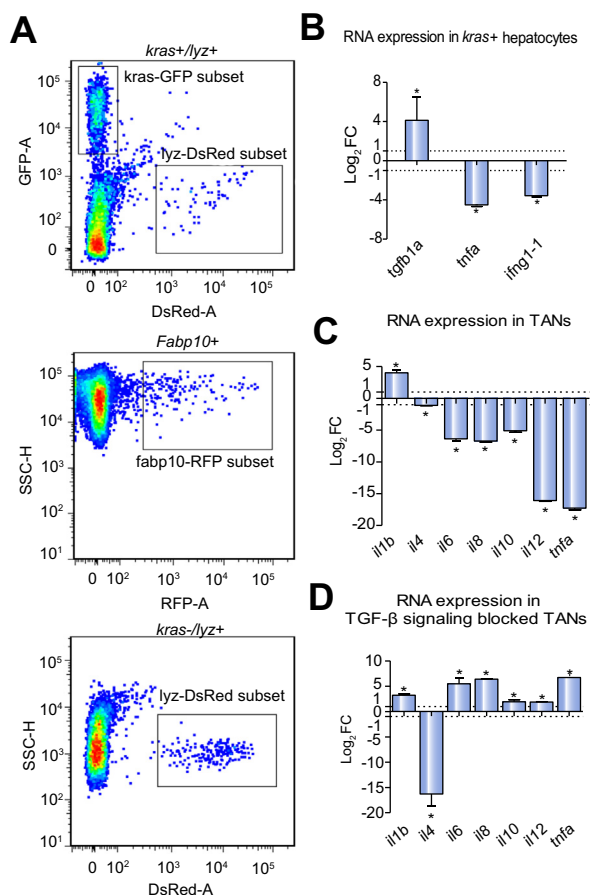 A
kras+/lyz+
kras-GFP subset
lyz-DsRed subset
GFP-A
10^5
10^4
10^3
10^2
0
0 10^2 10^3 10^4 10^5
DsRed-A
Fabp10+
fabp10-RFP subset
SSC-H
10^5
10^4
10^3
10^2
10^1
0 10^2 10^3 10^4 10^5
RFP-A
kras-/lyz+
lyz-DsRed subset
SSC-H
10^5
10^4
10^3
10^2
10^1
0 10^2 10^3 10^4 10^5
DsRed-A
B
RNA expression in kras+ hepatocytes
Log2 FC
8
4
1
0
-1
-4
-8
* * *
tgfb1a tnfa ifng1-1
C
RNA expression in TANs
Log2 FC
5
1
-1
-5
-10
-15
-20
* * * * * * *
il1b il4 il6 il8 il10 il12 tnfa
D
RNA expression in
TGF-β signaling blocked TANs
Log2 FC
10
5
1
-1
-5
-10
-15
-20
* * * * * * *
il1b il4 il6 il8 il10 il12 tnfa